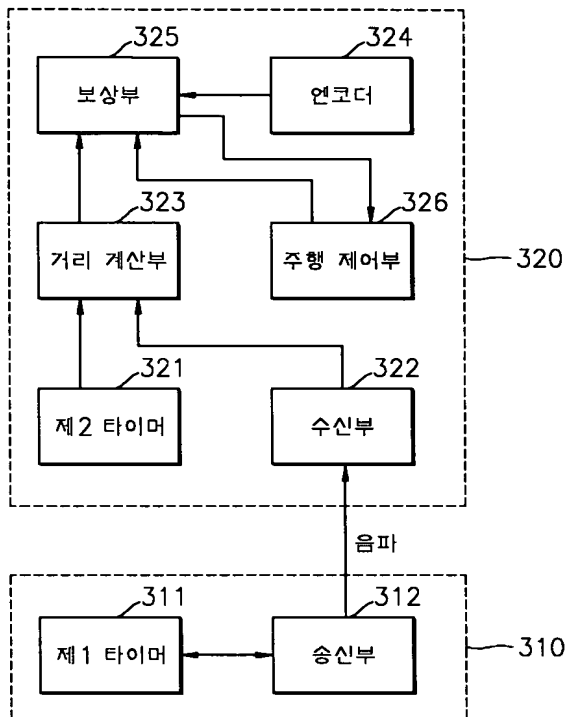 325
324
보상부
엔코더
323
326
거리 계산부
주행 제어부
320
321
322
제2 타이머
수신부
음파
311
312
제1 타이머
송신부
310